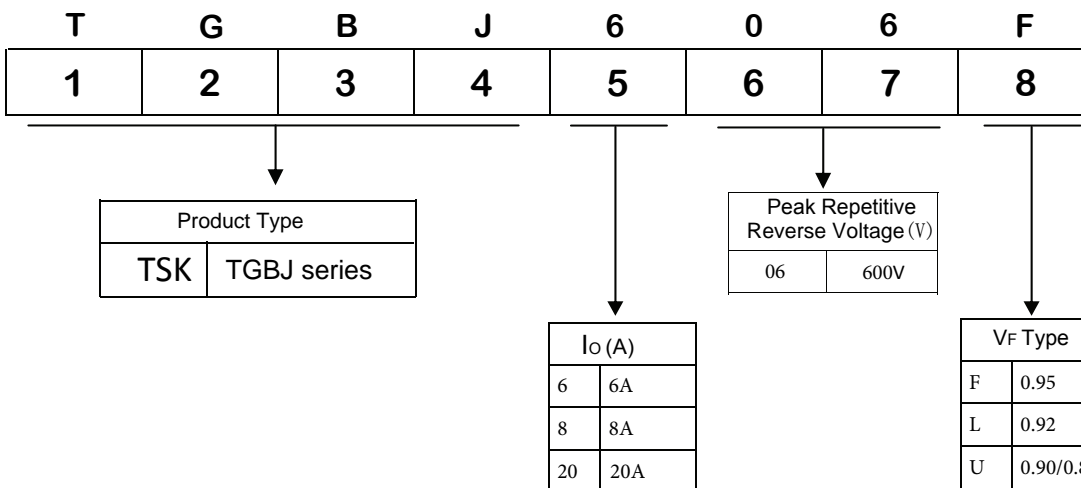 T G B J 6 0 6 F
1 2 3 4 5 6 7 8
Product Type
TSK TGBJ series
Peak Repetitive
Reverse Voltage(V)
06 600V
Io (A)
6 6A
8 8A
20 20A
VF Type
F 0.95
L 0.92
U